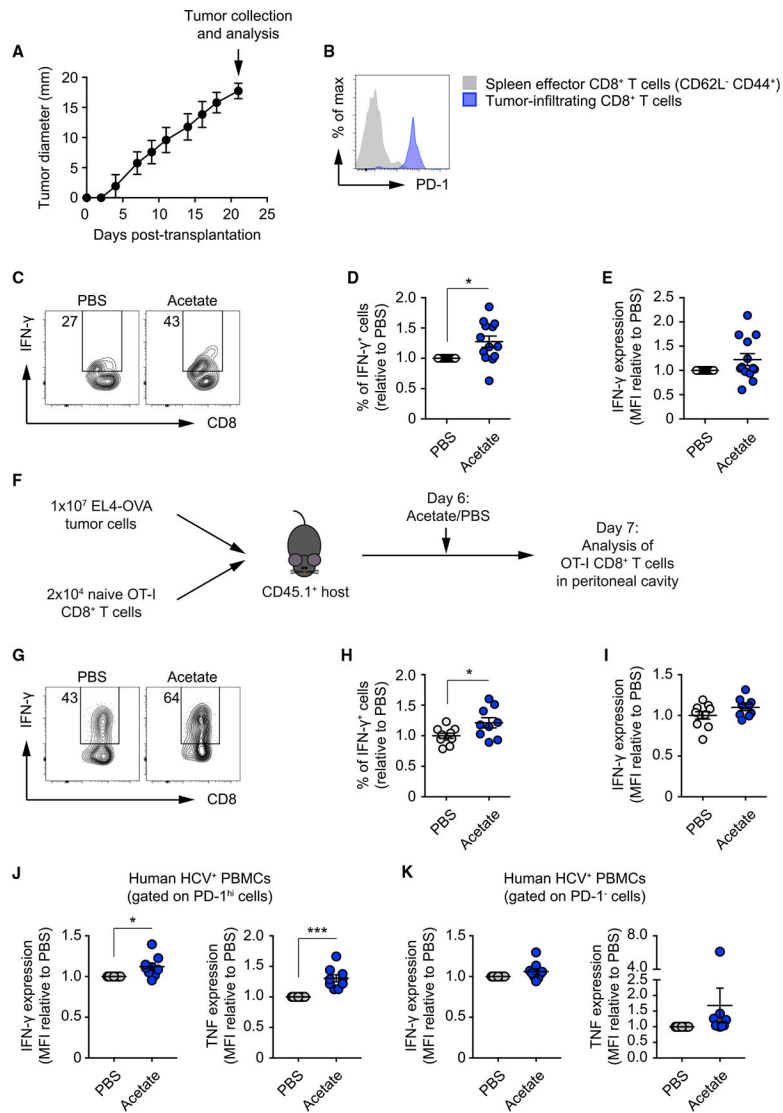 Tumor collection
and analysis
A
Tumor diameter (mm)
20
15
10
5
0
0 5 10 15 20 25
Days post-transplantation
B
% of max
PD-1
Spleen effector CD8⁺ T cells (CD62L⁻ CD44⁺)
Tumor-infiltrating CD8⁺ T cells
C
PBS Acetate
27 43
IFN-γ
CD8
D
% of IFN-γ⁺ cells
(relative to PBS)
*
2.0
1.5
1.0
0.5
0
PBS Acetate
E
IFN-γ expression
(MFI relative to PBS)
2.5
2.0
1.5
1.0
0.5
0
PBS Acetate
F
1x10⁷ EL4-OVA
tumor cells
2x10⁴ naive OT-I
CD8⁺ T cells
CD45.1⁺ host
Day 6:
Acetate/PBS
Day 7:
Analysis of
OT-I CD8⁺ T cells
in peritoneal cavity
G
PBS Acetate
43 64
IFN-γ
CD8
H
% of IFN-γ⁺ cells
(relative to PBS)
*
2.0
1.5
1.0
0.5
0
PBS Acetate
I
IFN-γ expression
(MFI relative to PBS)
1.5
1.0
0.5
0
PBS Acetate
J
Human HCV⁺ PBMCs
(gated on PD-1ʰⁱ cells)
IFN-γ expression
(MFI relative to PBS)
*
1.5
1.0
0.5
0
PBS Acetate
TNF expression
(MFI relative to PBS)
***
2.0
1.5
1.0
0.5
0
PBS Acetate
K
Human HCV⁺ PBMCs
(gated on PD-1⁻ cells)
IFN-γ expression
(MFI relative to PBS)
1.5
1.0
0.5
0
PBS Acetate
TNF expression
(MFI relative to PBS)
8.0
4.0
2.5
2.0
1.5
1.0
0.5
0
PBS Acetate